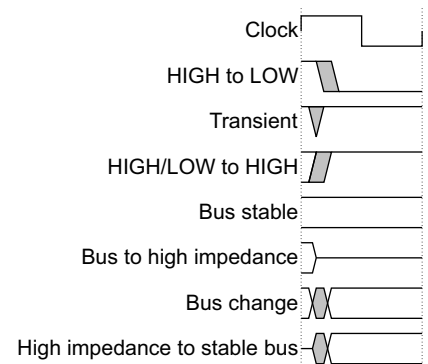 Clock
HIGH to LOW
Transient
HIGH/LOW to HIGH
Bus stable
Bus to high impedance
Bus change
High impedance to stable bus